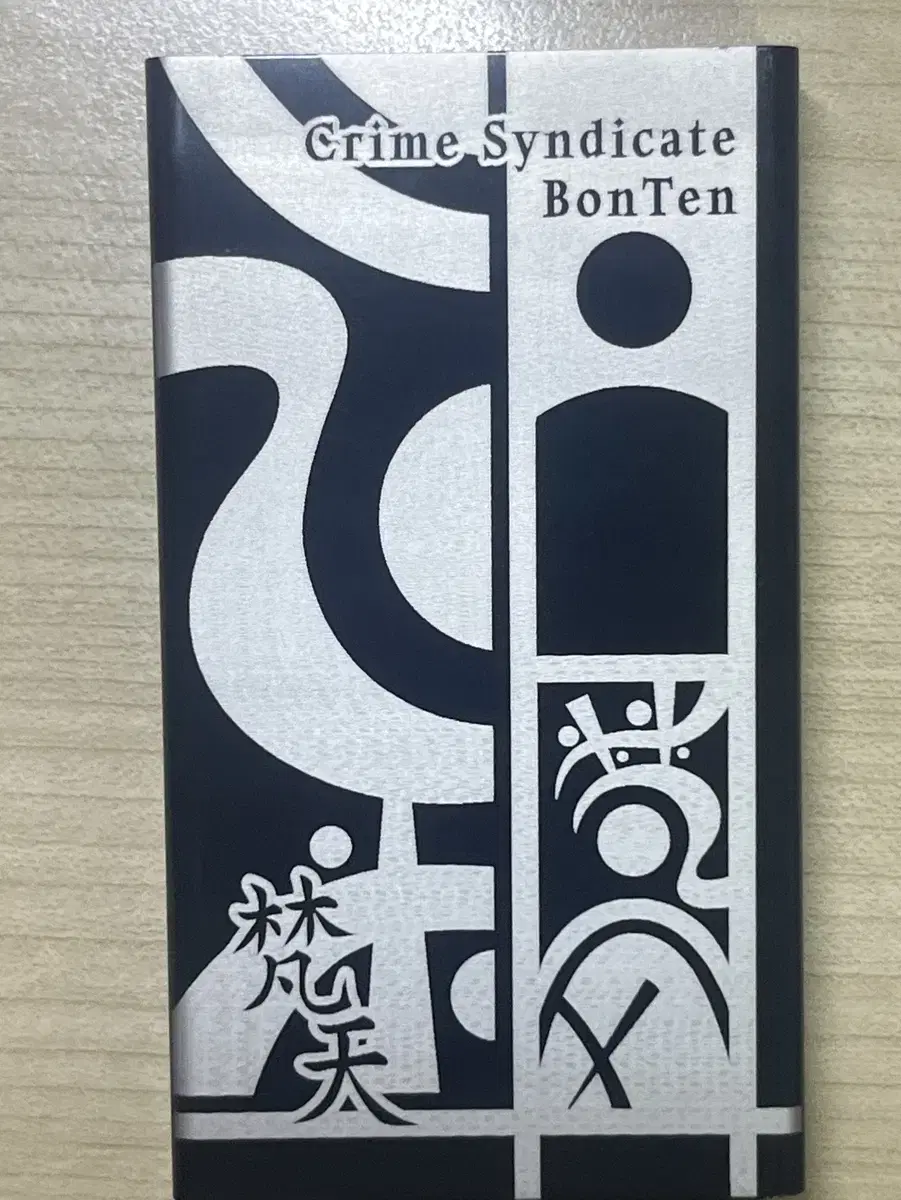 Crime Syndicate
BonTen
梵天